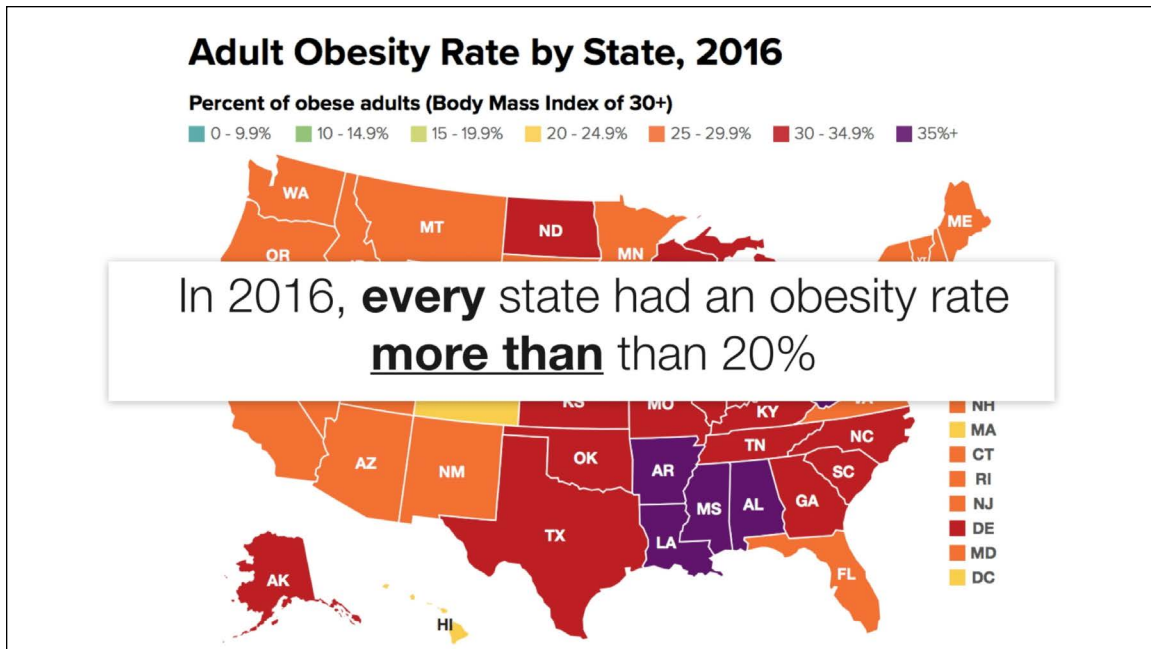 Adult Obesity Rate by State, 2016
Percent of obese adults (Body Mass Index of 30+)
0 - 9.9% 10 - 14.9% 15 - 19.9% 20 - 24.9% 25 - 29.9% 30 - 34.9% 35%+
WA
MT
ND
MN
ME
OR
VT
In 2016, every state had an obesity rate
more than than 20%
KS
MO
KY
VA
NH
MA
CT
RI
NJ
DE
MD
DC
TN
NC
SC
AZ
NM
OK
AR
MS
AL
GA
TX
LA
FL
AK
HI